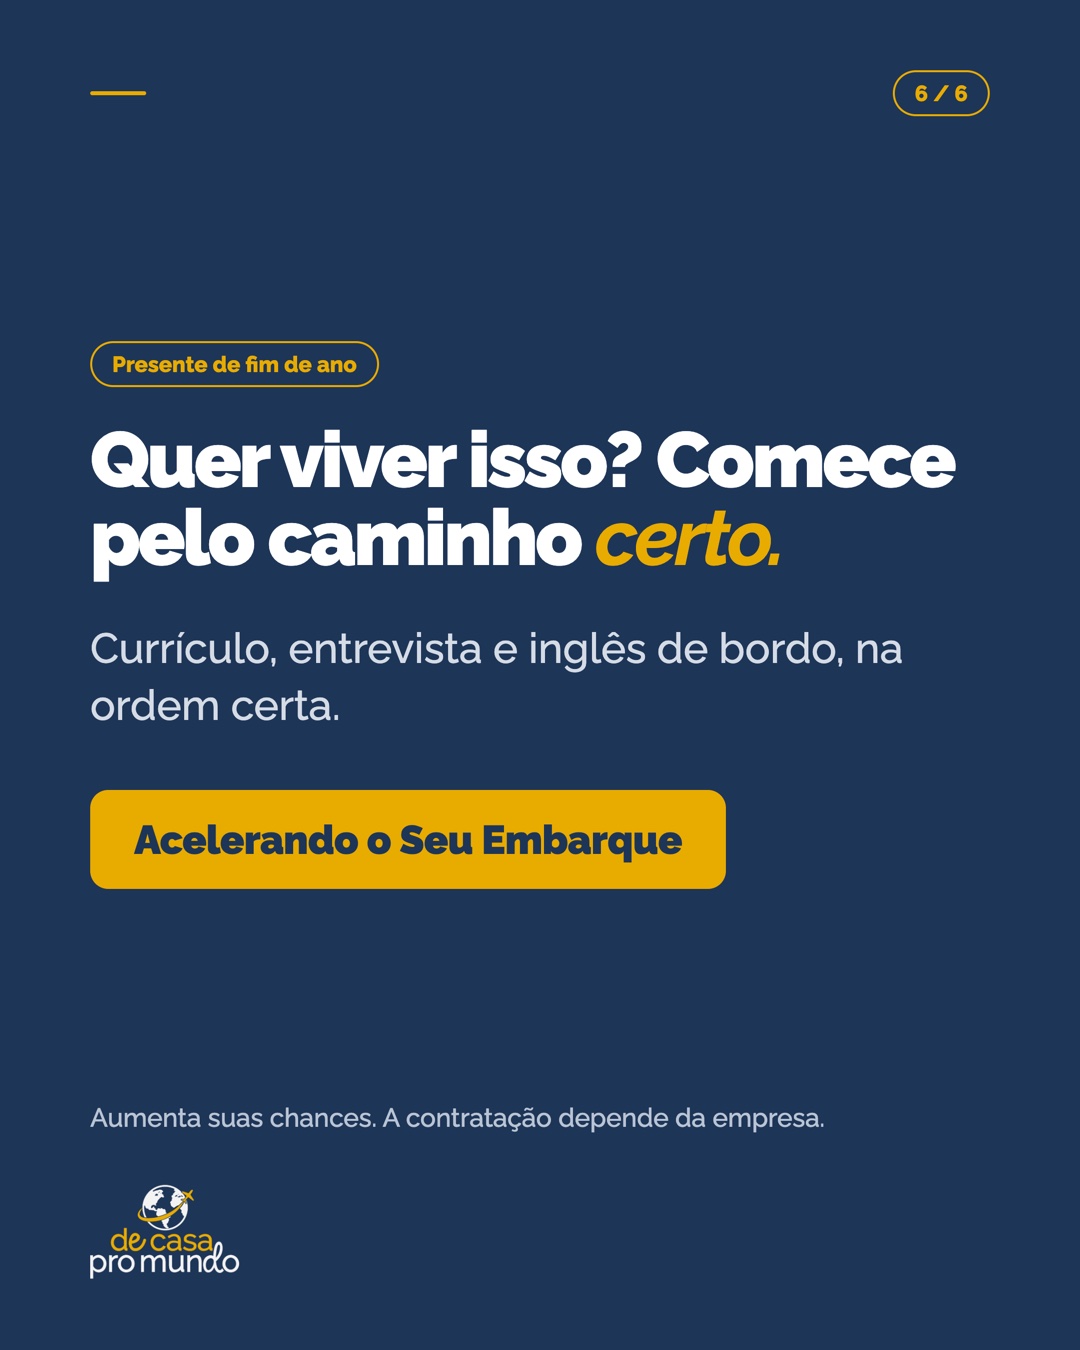 6 / 6
Presente de fim de ano
Quer viver isso? Comece
pelo caminho certo.
Currículo, entrevista e inglês de bordo, na
ordem certa.
Acelerando o Seu Embarque
Aumenta suas chances. A contratação depende da empresa.
de casa
pro mundo